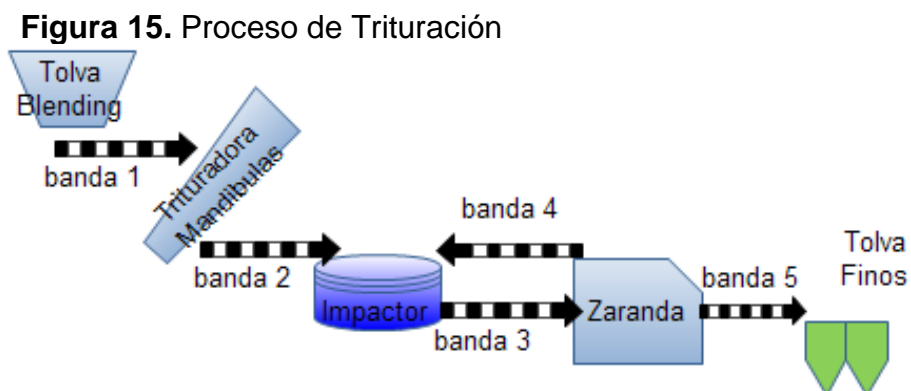 Figura 15. Proceso de Trituración
Tolva
Blending
banda 1
Trituradora
Mandibulas
banda 2
banda 4
Impactor
banda 3
Zaranda
banda 5
Tolva
Finos